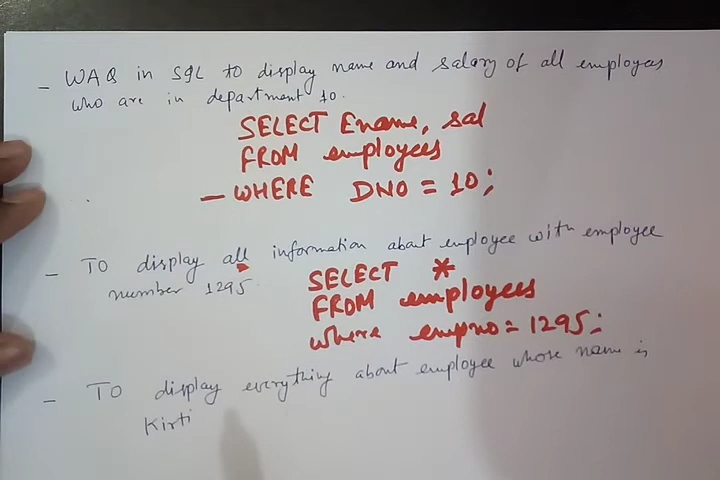 - WAQ in SQL to display name and salary of all employees
who are in department 10.
SELECT Ename, sal
FROM employees
- WHERE DNO = 10;
- TO display all information about employee with employee
number 1295.
SELECT *
FROM employees
where empno = 1295;
- TO display everything about employee whose name is
Kirti